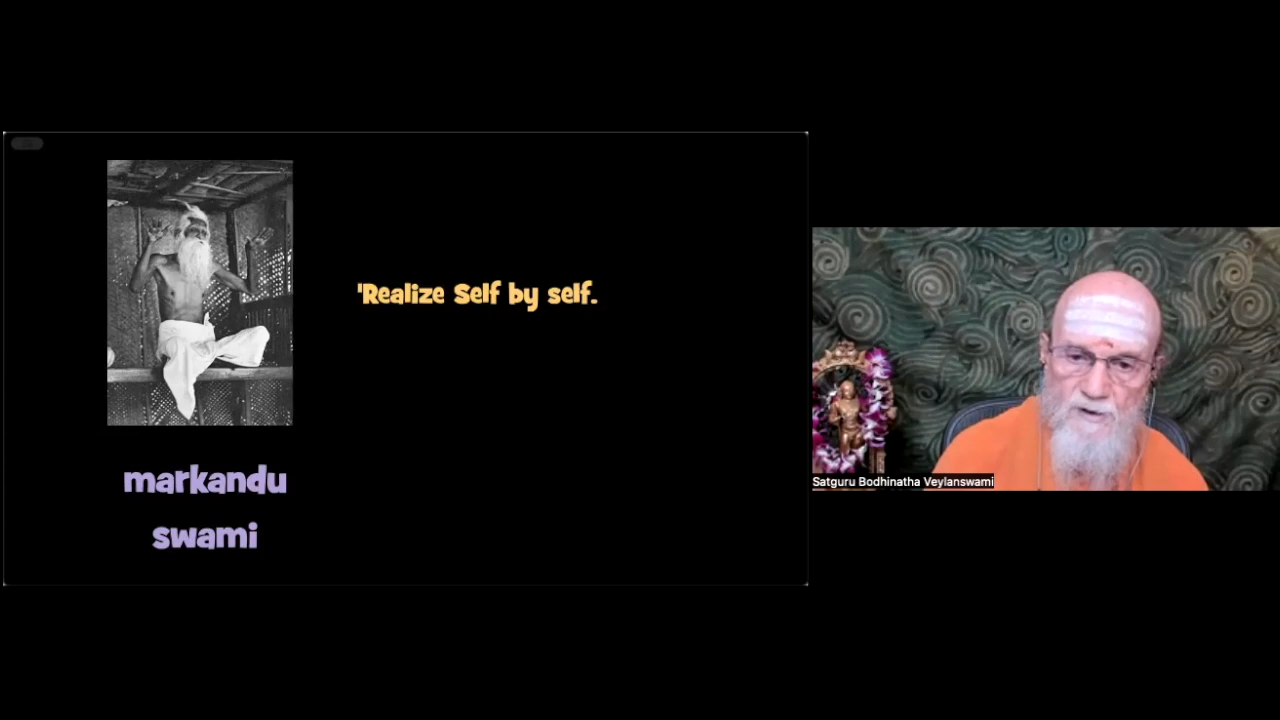 'Realize Self by self.
markandu
swami
Satguru Bodhinatha Veylanswami